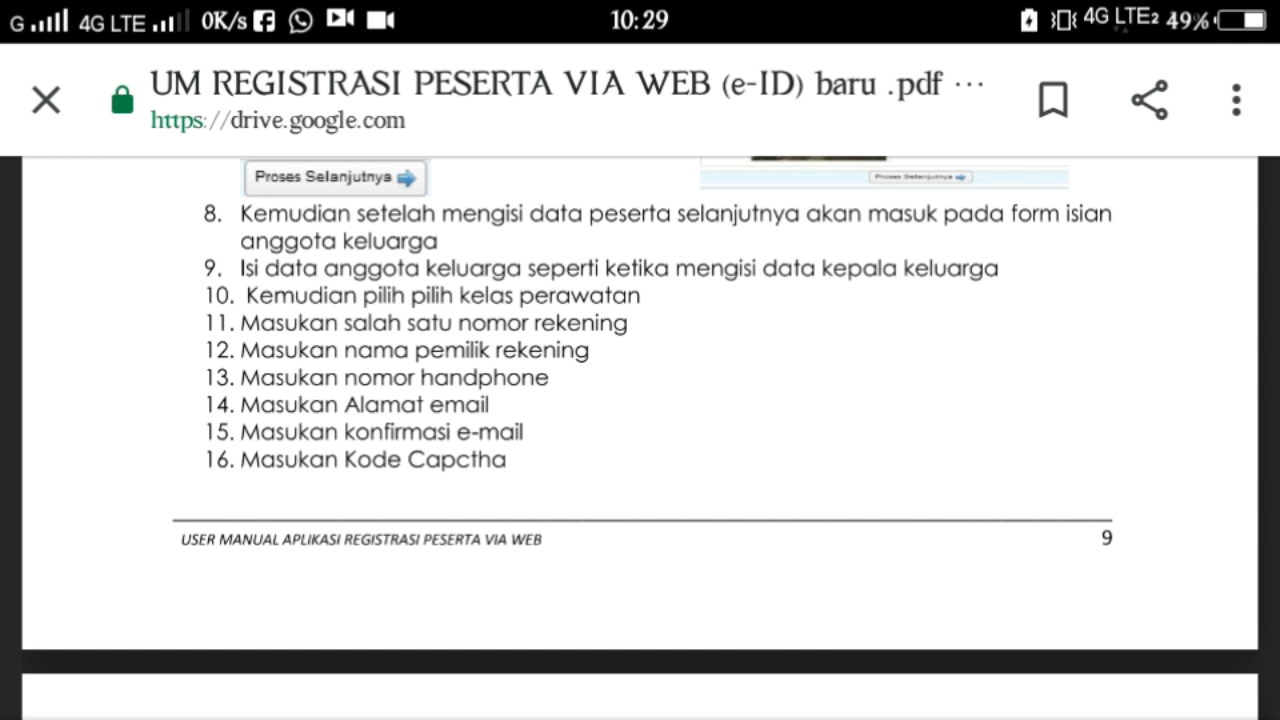 G 4G LTE 0K/s 10:29 4G LTE2 49%
UM REGISTRASI PESERTA VIA WEB (e-ID) baru .pdf ...
https://drive.google.com
Proses Selanjutnya Proses Selanjutnya
8. Kemudian setelah mengisi data peserta selanjutnya akan masuk pada form isian
anggota keluarga
9. Isi data anggota keluarga seperti ketika mengisi data kepala keluarga
10. Kemudian pilih pilih kelas perawatan
11. Masukan salah satu nomor rekening
12. Masukan nama pemilik rekening
13. Masukan nomor handphone
14. Masukan Alamat email
15. Masukan konfirmasi e-mail
16. Masukan Kode Capctha
USER MANUAL APLIKASI REGISTRASI PESERTA VIA WEB 9